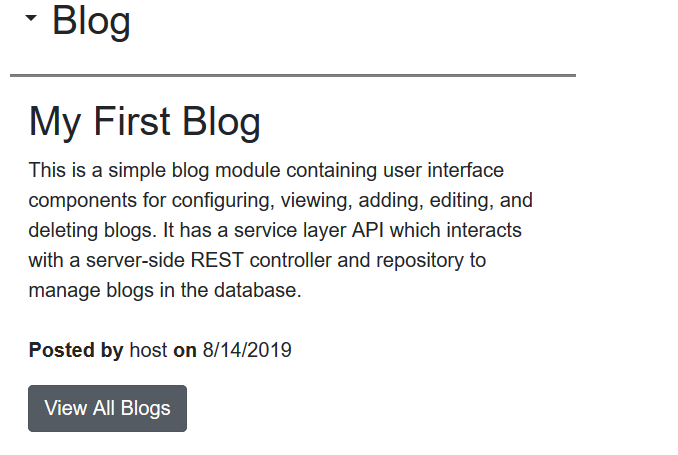 Blog
My First Blog
This is a simple blog module containing user interface
components for configuring, viewing, adding, editing, and
deleting blogs. It has a service layer API which interacts
with a server-side REST controller and repository to
manage blogs in the database.
Posted by host on 8/14/2019
View All Blogs